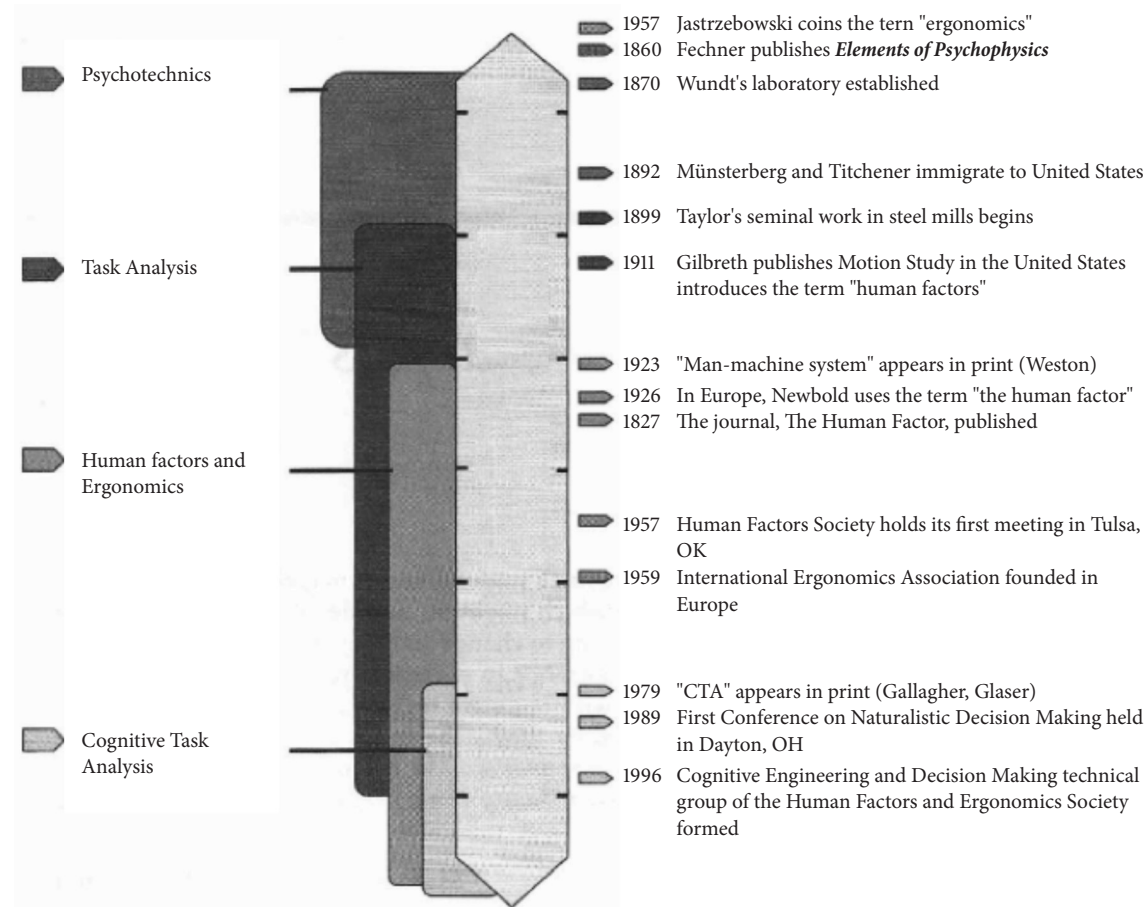 Psychotechnics
Task Analysis
Human factors and
Ergonomics
Cognitive Task
Analysis
1957 Jastrzebowski coins the tern "ergonomics"
1860 Fechner publishes Elements of Psychophysics
1870 Wundt's laboratory established
1892 Münsterberg and Titchener immigrate to United States
1899 Taylor's seminal work in steel mills begins
1911 Gilbreth publishes Motion Study in the United States
introduces the term "human factors"
1923 "Man-machine system" appears in print (Weston)
1926 In Europe, Newbold uses the term "the human factor"
1827 The journal, The Human Factor, published
1957 Human Factors Society holds its first meeting in Tulsa,
OK
1959 International Ergonomics Association founded in
Europe
1979 "CTA" appears in print (Gallagher, Glaser)
1989 First Conference on Naturalistic Decision Making held
in Dayton, OH
1996 Cognitive Engineering and Decision Making technical
group of the Human Factors and Ergonomics Society
formed